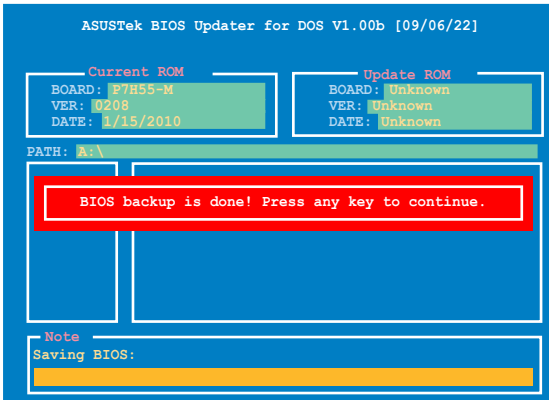 ASUSTek BIOS Updater for DOS V1.00b [09/06/22]
Current ROM
BOARD: P7H55-M
VER: 0208
DATE: 1/15/2010
Update ROM
BOARD: Unknown
VER: Unknown
DATE: Unknown
PATH: A:\
BIOS backup is done! Press any key to continue.
Note
Saving BIOS: